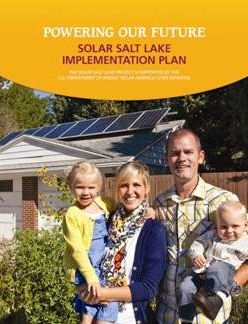 POWERING OUR FUTURE
SOLAR SALT LAKE
IMPLEMENTATION PLAN
THE SOLAR SALT LAKE PROJECT IS SUPPORTED BY THE
U.S. DEPARTMENT OF ENERGY SOLAR AMERICA CITIES INITIATIVE